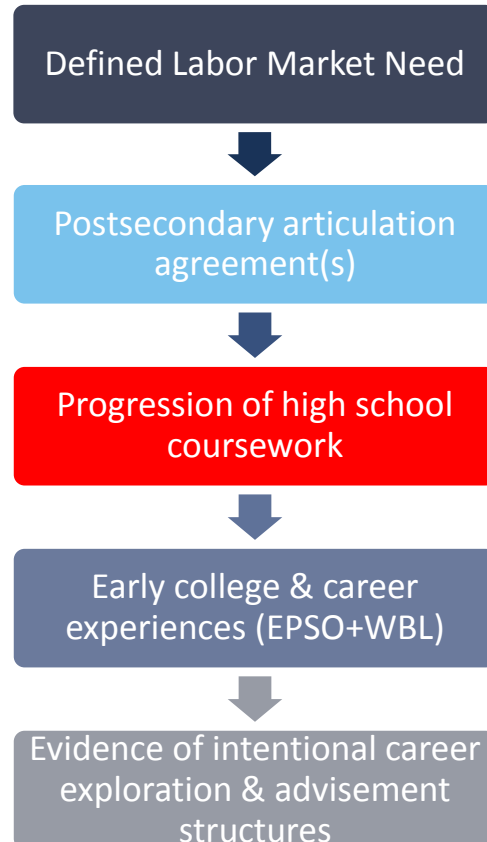 Defined Labor Market Need
Postsecondary articulation
agreement(s)
Progression of high school
coursework
Early college & career
experiences (EPSO+WBL)
Evidence of intentional career
exploration & advisement
structures